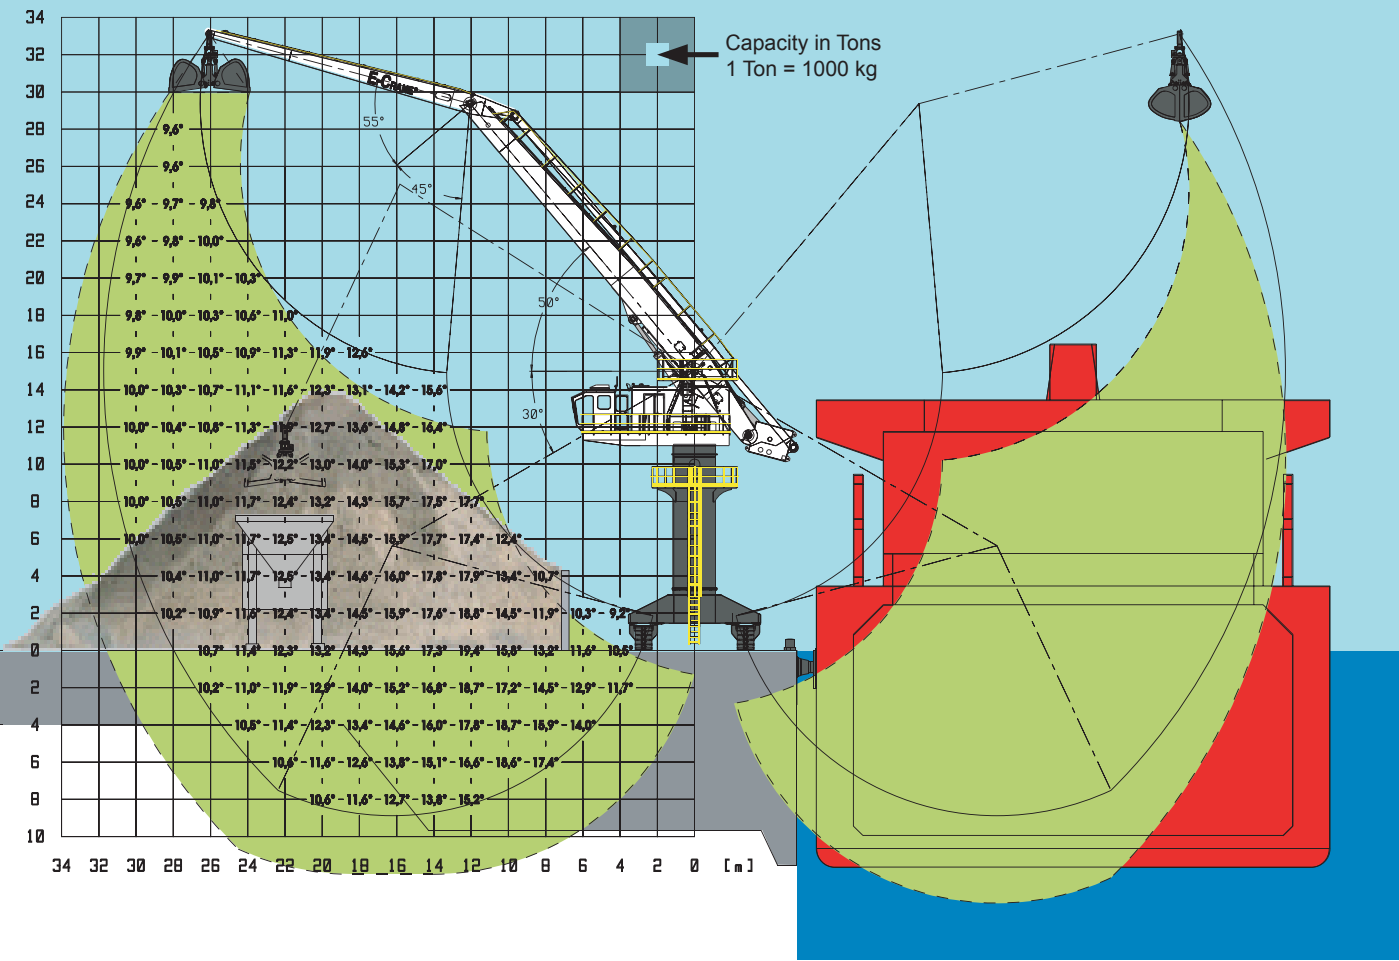 34
Capacity in Tons
1 Ton = 1000 kg
32
30
E-CRANE®
28 9,6° 55°
26 9,6°
45°
24 9,6° 9,7° 9,8°
22 9,6° 9,8° 10,0°
20 9,7° 9,9° 10,1° 10,3°
50°
18 9,8° 10,0° 10,3° 10,6° 11,0°
16 9,9° 10,1° 10,5° 10,9° 11,3° 11,9° 12,6°
14 10,0° 10,3° 10,7° 11,1° 11,6° 12,3° 13,1° 14,2° 15,6°
30°
12 10,0° 10,4° 10,8° 11,3° 11,9° 12,7° 13,6° 14,8° 16,4°
10 10,0° 10,5° 11,0° 11,5° 12,2° 13,0° 14,0° 15,3° 17,0°
8 10,0° 10,5° 11,0° 11,7° 12,4° 13,2° 14,3° 15,7° 17,5° 17,7°
6 10,0° 10,5° 11,0° 11,7° 12,5° 13,4° 14,5° 15,9° 17,7° 17,4° 12,4°
4 10,4° 11,0° 11,7° 12,5° 13,4° 14,6° 16,0° 17,8° 17,9° 13,4° 10,7°
2 10,2° 10,9° 11,6° 12,4° 13,4° 14,5° 15,9° 17,6° 18,8° 14,5° 11,9° 10,3° 9,2°
0 10,7° 11,4° 12,3° 13,2° 14,3° 15,6° 17,3° 19,4° 15,8° 13,2° 11,6° 10,5°
2 10,2° 11,0° 11,9° 12,9° 14,0° 15,2° 16,8° 18,7° 17,2° 14,5° 12,9° 11,7°
4 10,5° 11,4° 12,3° 13,4° 14,6° 16,0° 17,8° 18,7° 15,9° 14,0°
6 10,6° 11,6° 12,6° 13,8° 15,1° 16,6° 18,6° 17,4°
8 10,6° 11,6° 12,7° 13,8° 15,2°
10
34 32 30 28 26 24 22 20 18 16 14 12 10 8 6 4 2 0 [m]